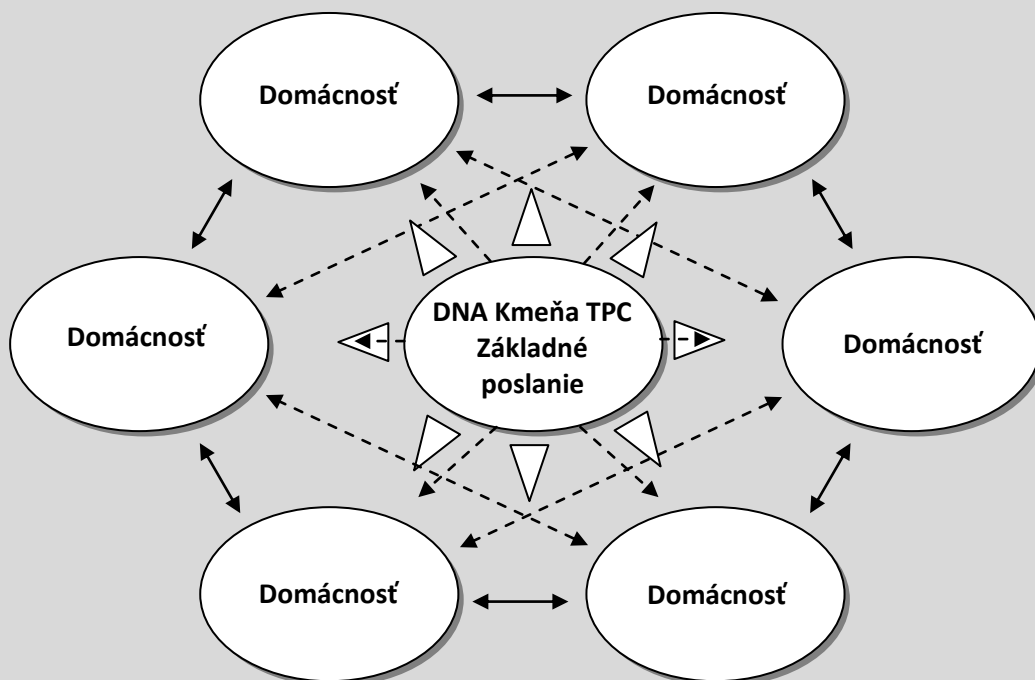 Domácnosť
Domácnosť
Domácnosť
DNA Kmeňa TPC
Základné
poslanie
Domácnosť
Domácnosť
Domácnosť